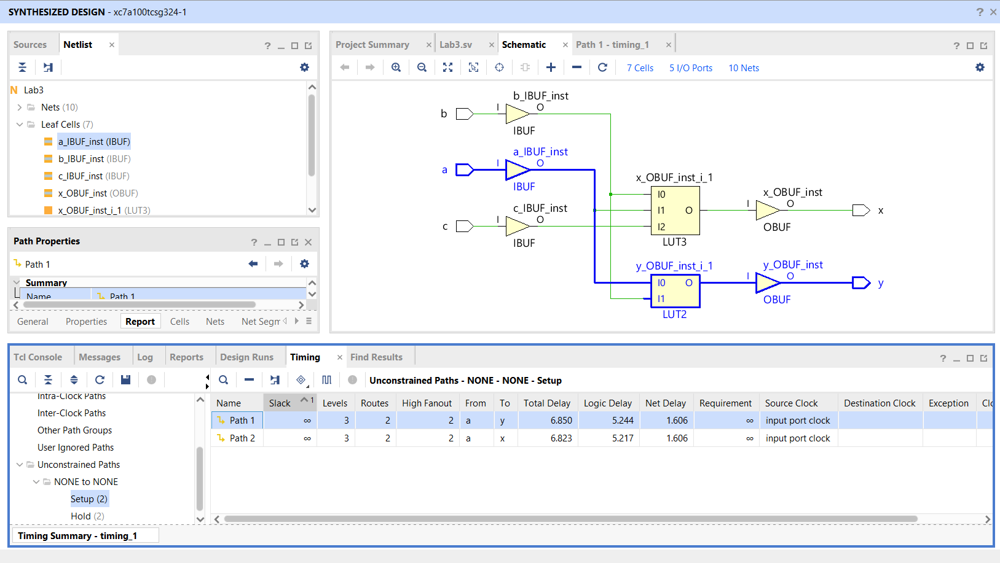 SYNTHESIZED DESIGN - xc7a100tcsg324-1
Sources
Netlist
Lab3
Nets (10)
Leaf Cells (7)
a_IBUF_inst (IBUF)
b_IBUF_inst (IBUF)
c_IBUF_inst (IBUF)
x_OBUF_inst (OBUF)
x_OBUF_inst_i_1 (LUT3)
Path Properties
Path 1
Summary
Name Path 1
General Properties Report Cells Nets Net Segm
Project Summary Lab3.sv Schematic Path 1 - timing_1
7 Cells 5 I/O Ports 10 Nets
b_IBUF_inst
b I O
IBUF
a_IBUF_inst
a I O
IBUF
c_IBUF_inst
c I O
IBUF
x_OBUF_inst_i_1
I0
I1 O
I2
LUT3
x_OBUF_inst
I O
x
OBUF
y_OBUF_inst_i_1
I0 O
I1
LUT2
y_OBUF_inst
I O
y
OBUF
Tcl Console Messages Log Reports Design Runs Timing Find Results
Intra-Clock Paths
Inter-Clock Paths
Other Path Groups
User Ignored Paths
Unconstrained Paths
NONE to NONE
Setup (2)
Hold (2)
Unconstrained Paths - NONE - NONE - Setup
Name Slack 1 Levels Routes High Fanout From To Total Delay Logic Delay Net Delay Requirement Source Clock Destination Clock Exception Clo
Path 1 ∞ 3 2 2 a y 6.850 5.244 1.606 ∞ input port clock
Path 2 ∞ 3 2 2 a x 6.823 5.217 1.606 ∞ input port clock
Timing Summary - timing_1